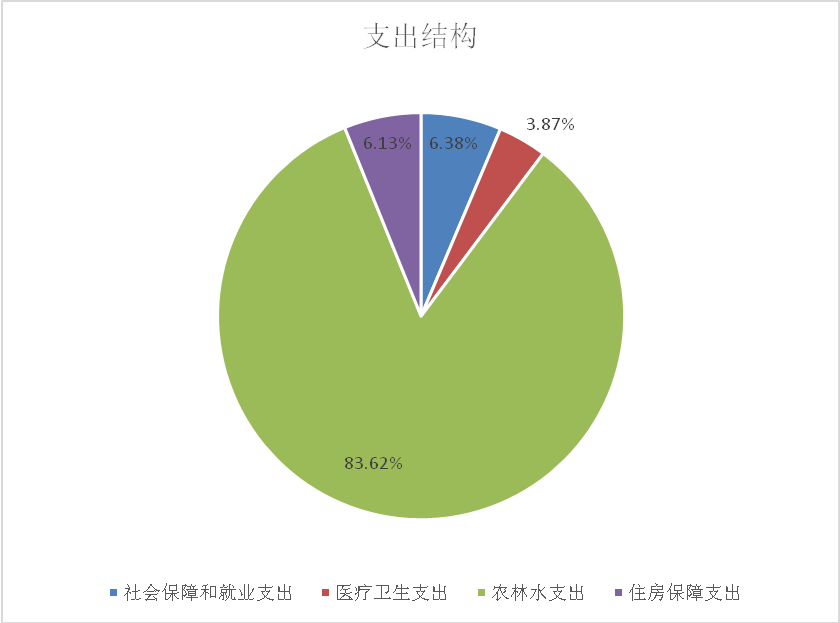 支出结构
3.87%
6.13%
6.38%
83.62%
社会保障和就业支出
医疗卫生支出
农林水支出
住房保障支出